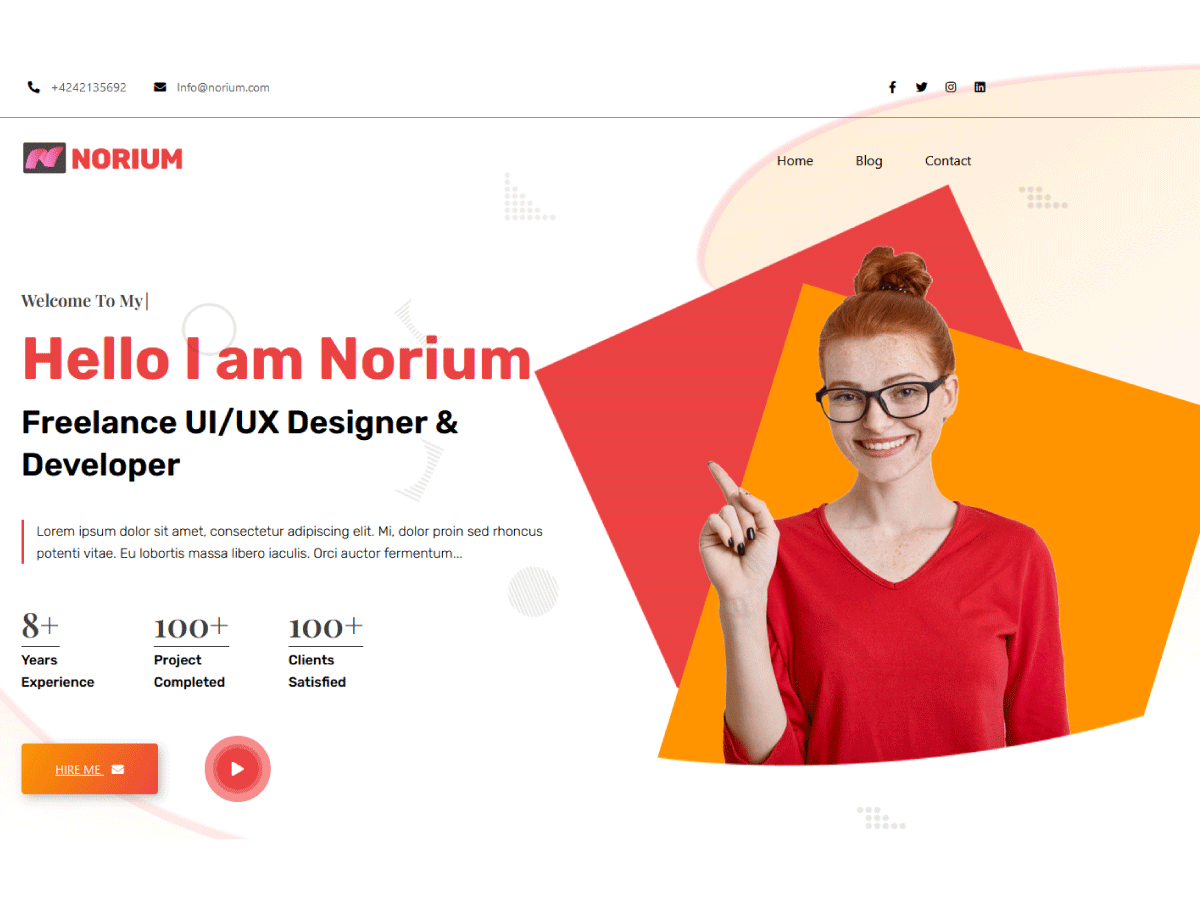 +4242135692 Info@norium.com
NORIUM
Home Blog Contact
Welcome To My|
Hello I am Norium
Freelance UI/UX Designer &
Developer
Lorem ipsum dolor sit amet, consectetur adipiscing elit. Mi, dolor proin sed rhoncus
potenti vitae. Eu lobortis massa libero iaculis. Orci auctor fermentum...
8+ 100+ 100+
Years Project Clients
Experience Completed Satisfied
HIRE ME